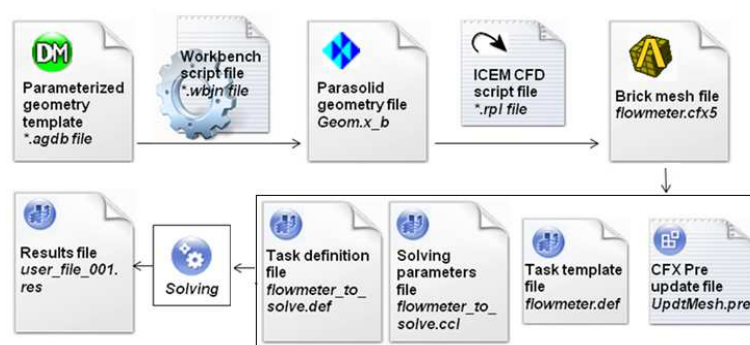 DM
Parameterized
geometry
template
*.agdb file
Workbench
script file
*.wbjn file
Parasolid
geometry file
Geom.x_b
ICEM CFD
script file
*.rpl file
Brick mesh file
flowmeter.cfx5
Results file
user_file_001.
res
Solving
Task definition
file
flowmeter_to_
solve.def
Solving
parameters
file
flowmeter_to_
solve.ccl
Task template
file
flowmeter.def
CFX Pre
update file
UpdtMesh.pre